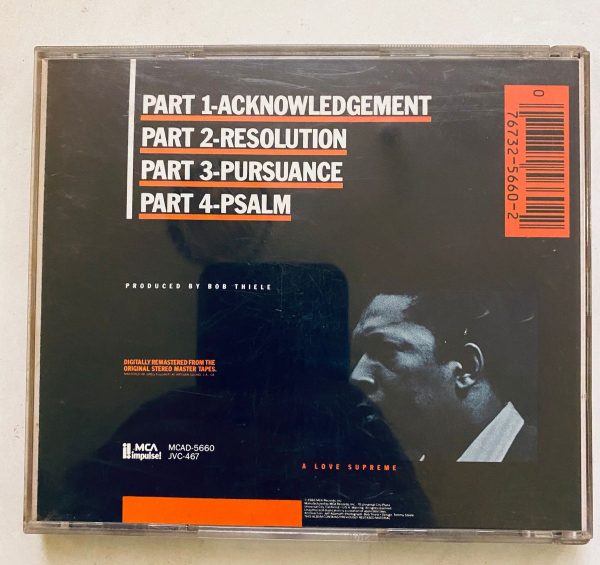 PART 1-ACKNOWLEDGEMENT
PART 2-RESOLUTION
PART 3-PURSUANCE
PART 4-PSALM
0 76732-5660-2
PRODUCED BY BOB THIELE
DIGITALLY REMASTERED FROM THE
ORIGINAL STEREO MASTER TAPES.
MCA
impulse!
MCAD-5660
JVC-467
A LOVE SUPREME